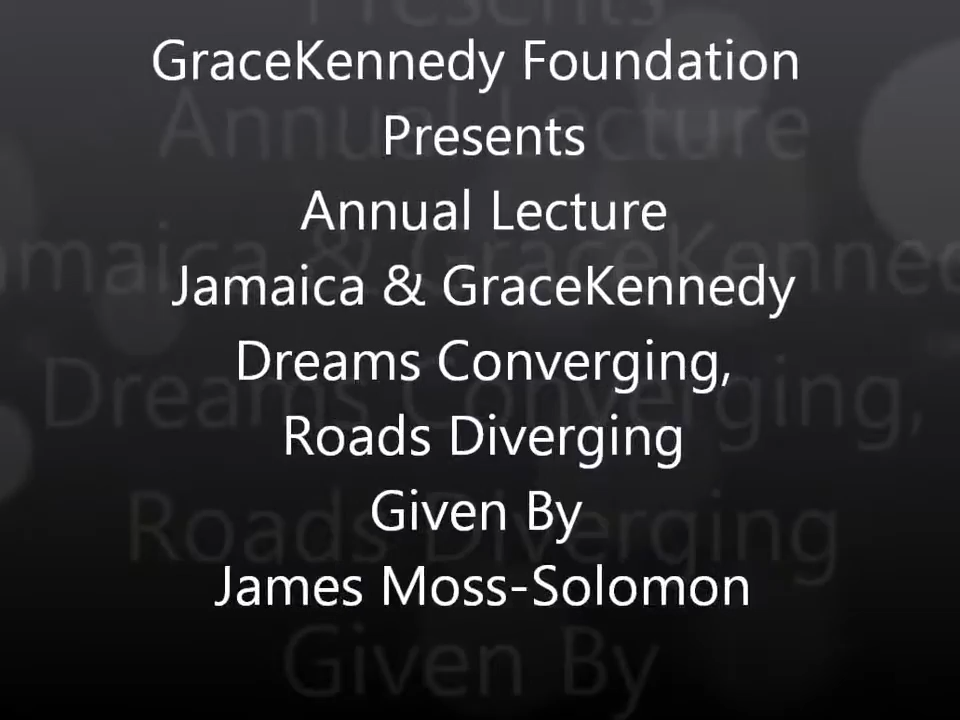 GraceKennedy Foundation
Presents
Annual Lecture
Jamaica & GraceKennedy
Dreams Converging,
Roads Diverging
Given By
James Moss-Solomon